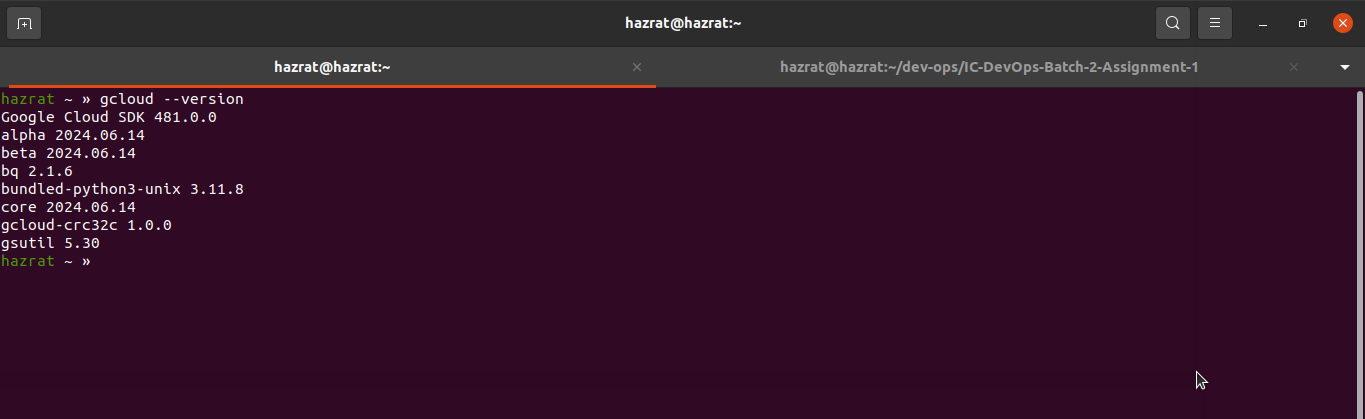 hazrat@hazrat:~
hazrat@hazrat:~
hazrat@hazrat:~/dev-ops/IC-DevOps-Batch-2-Assignment-1
hazrat ~ » gcloud --version
Google Cloud SDK 481.0.0
alpha 2024.06.14
beta 2024.06.14
bq 2.1.6
bundled-python3-unix 3.11.8
core 2024.06.14
gcloud-crc32c 1.0.0
gsutil 5.30
hazrat ~ »